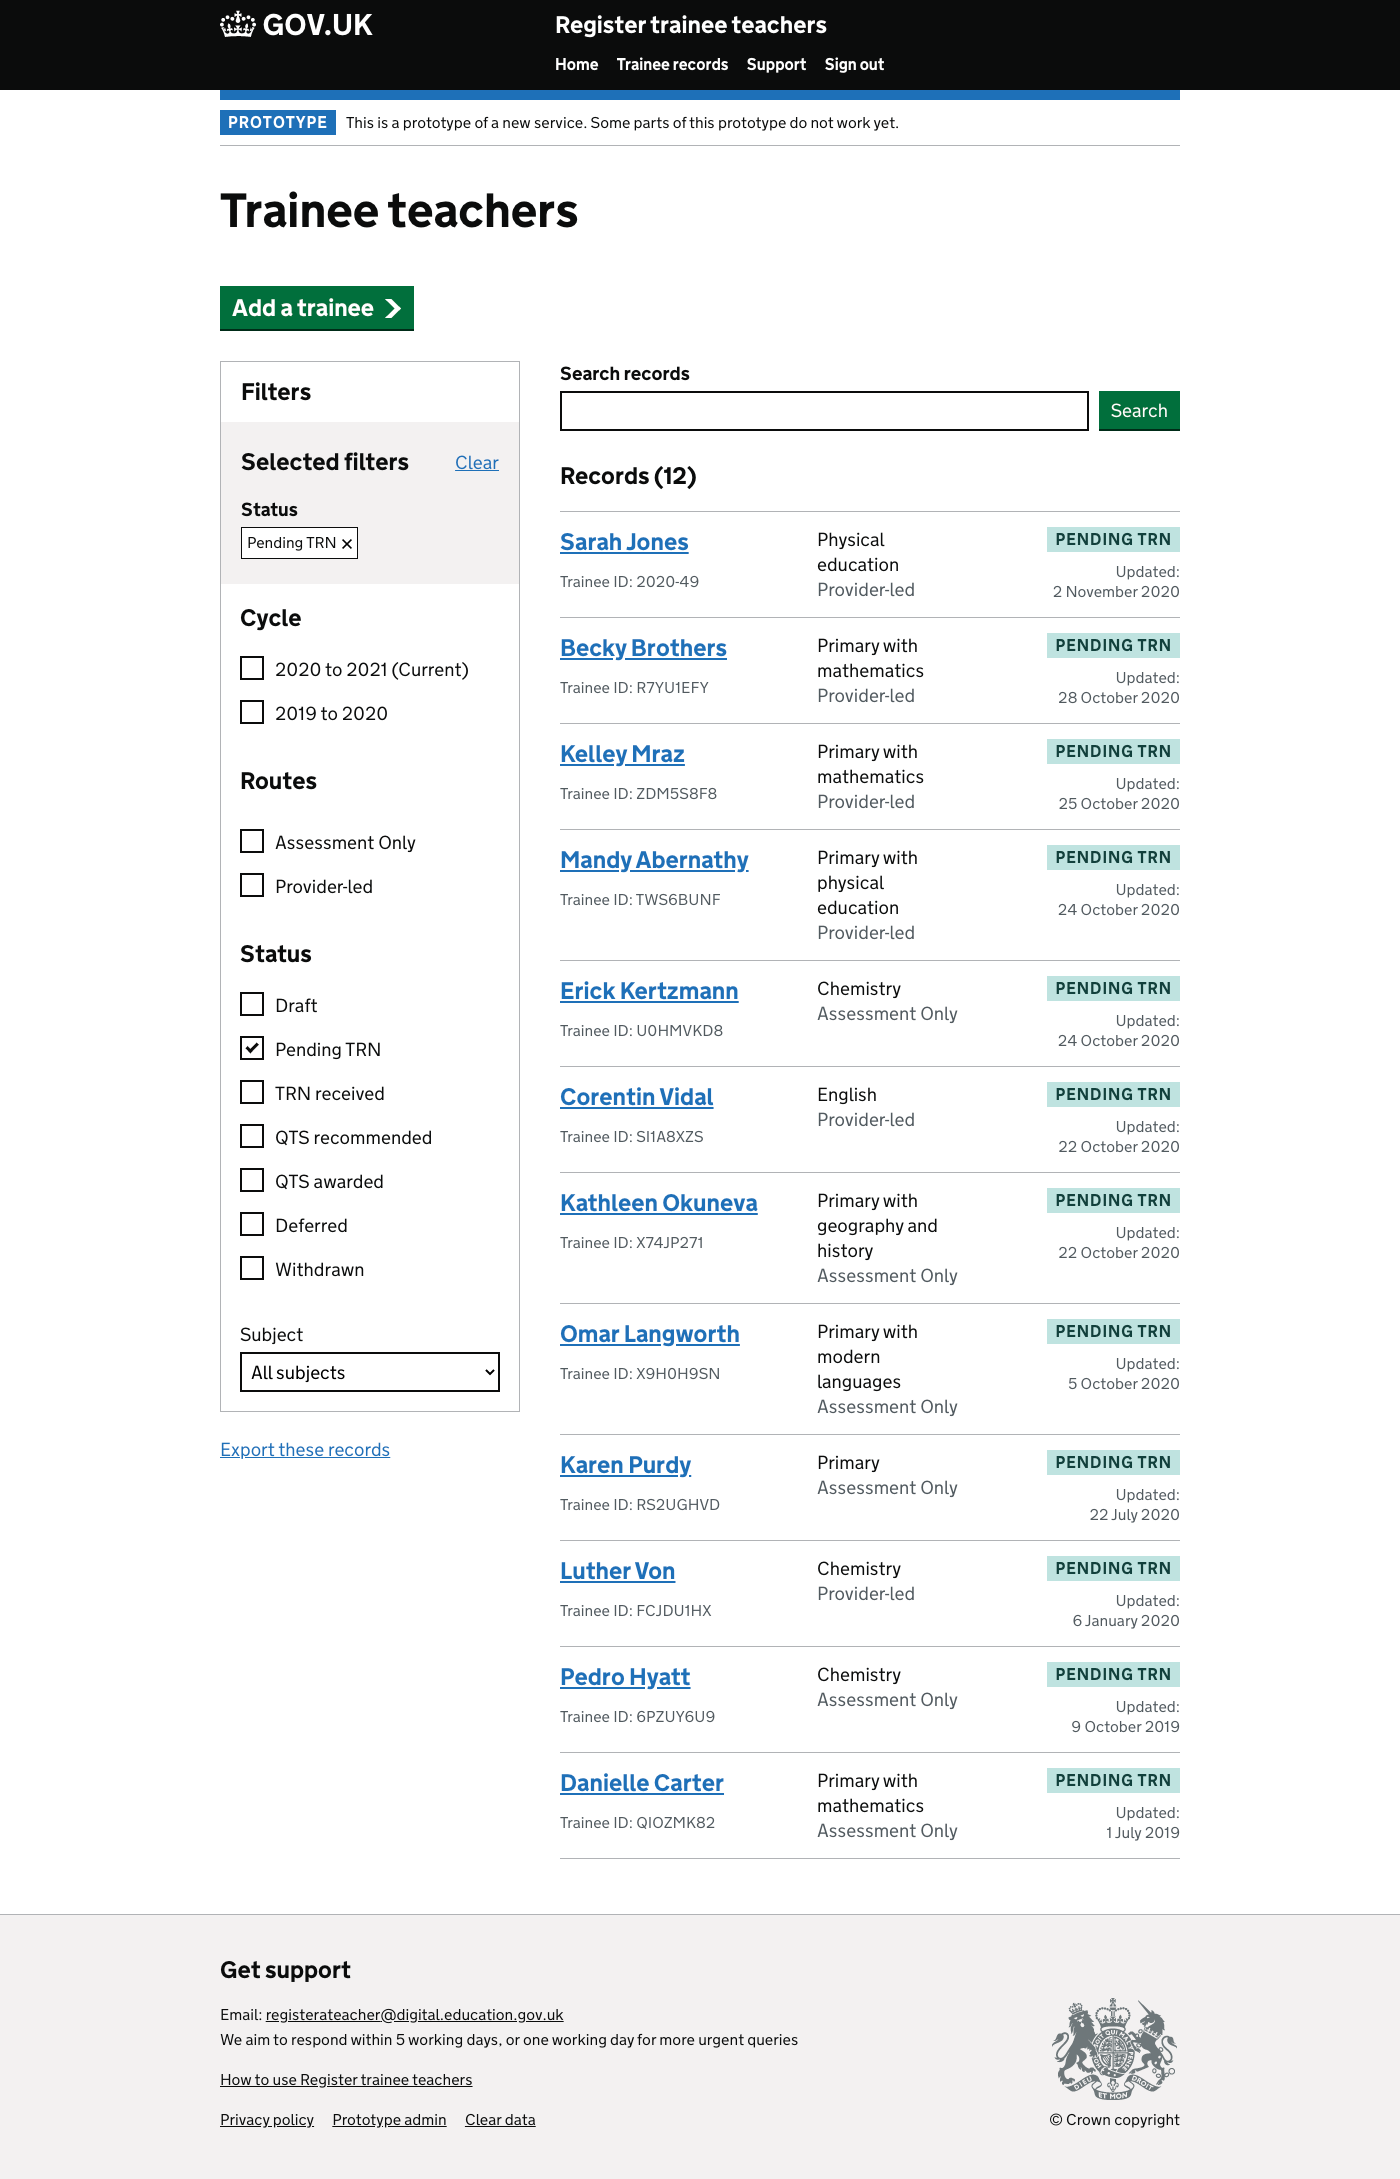 GOV.UK
Register trainee teachers
Home Trainee records Support Sign out
PROTOTYPE This is a prototype of a new service. Some parts of this prototype do not work yet.
Trainee teachers
Add a trainee
Filters
Selected filters Clear
Status
Pending TRN ✕
Cycle
2020 to 2021 (Current)
2019 to 2020
Routes
Assessment Only
Provider-led
Status
Draft
Pending TRN
TRN received
QTS recommended
QTS awarded
Deferred
Withdrawn
Subject
All subjects
Export these records
Search records
Search
Records (12)
Sarah Jones
Trainee ID: 2020-49
Physical
education
Provider-led
PENDING TRN
Updated:
2 November 2020
Becky Brothers
Trainee ID: R7YU1EFY
Primary with
mathematics
Provider-led
PENDING TRN
Updated:
28 October 2020
Kelley Mraz
Trainee ID: ZDM5S8F8
Primary with
mathematics
Provider-led
PENDING TRN
Updated:
25 October 2020
Mandy Abernathy
Trainee ID: TWS6BUNF
Primary with
physical
education
Provider-led
PENDING TRN
Updated:
24 October 2020
Erick Kertzmann
Trainee ID: U0HMVKD8
Chemistry
Assessment Only
PENDING TRN
Updated:
24 October 2020
Corentin Vidal
Trainee ID: SI1A8XZS
English
Provider-led
PENDING TRN
Updated:
22 October 2020
Kathleen Okuneva
Trainee ID: X74JP271
Primary with
geography and
history
Assessment Only
PENDING TRN
Updated:
22 October 2020
Omar Langworth
Trainee ID: X9H0H9SN
Primary with
modern
languages
Assessment Only
PENDING TRN
Updated:
5 October 2020
Karen Purdy
Trainee ID: RS2UGHVD
Primary
Assessment Only
PENDING TRN
Updated:
22 July 2020
Luther Von
Trainee ID: FCJDU1HX
Chemistry
Provider-led
PENDING TRN
Updated:
6 January 2020
Pedro Hyatt
Trainee ID: 6PZUY6U9
Chemistry
Assessment Only
PENDING TRN
Updated:
9 October 2019
Danielle Carter
Trainee ID: QIOZMK82
Primary with
mathematics
Assessment Only
PENDING TRN
Updated:
1 July 2019
Get support
Email: registerateacher@digital.education.gov.uk
We aim to respond within 5 working days, or one working day for more urgent queries
How to use Register trainee teachers
Privacy policy Prototype admin Clear data
DIEU ET MON DROIT
© Crown copyright